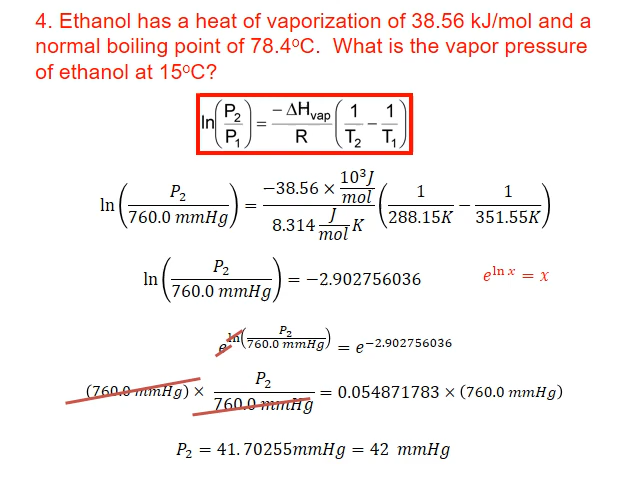 4. Ethanol has a heat of vaporization of 38.56 kJ/mol and a
normal boiling point of 78.4ºC.  What is the vapor pressure
of ethanol at 15ºC?
ln(P₂/P₁) = −ΔHvap/R (1/T₂ − 1/T₁)
ln(P₂/760.0 mmHg) = (−38.56 × 10³J/mol)/(8.314 J/mol K) (1/288.15K − 1/351.55K)
ln(P₂/760.0 mmHg) = −2.902756036
e^(ln x) = x
e^(ln(P₂/760.0 mmHg)) = e^(−2.902756036)
(760.0 mmHg) × P₂/760.0 mmHg = 0.054871783 × (760.0 mmHg)
P₂ = 41.70255mmHg = 42 mmHg